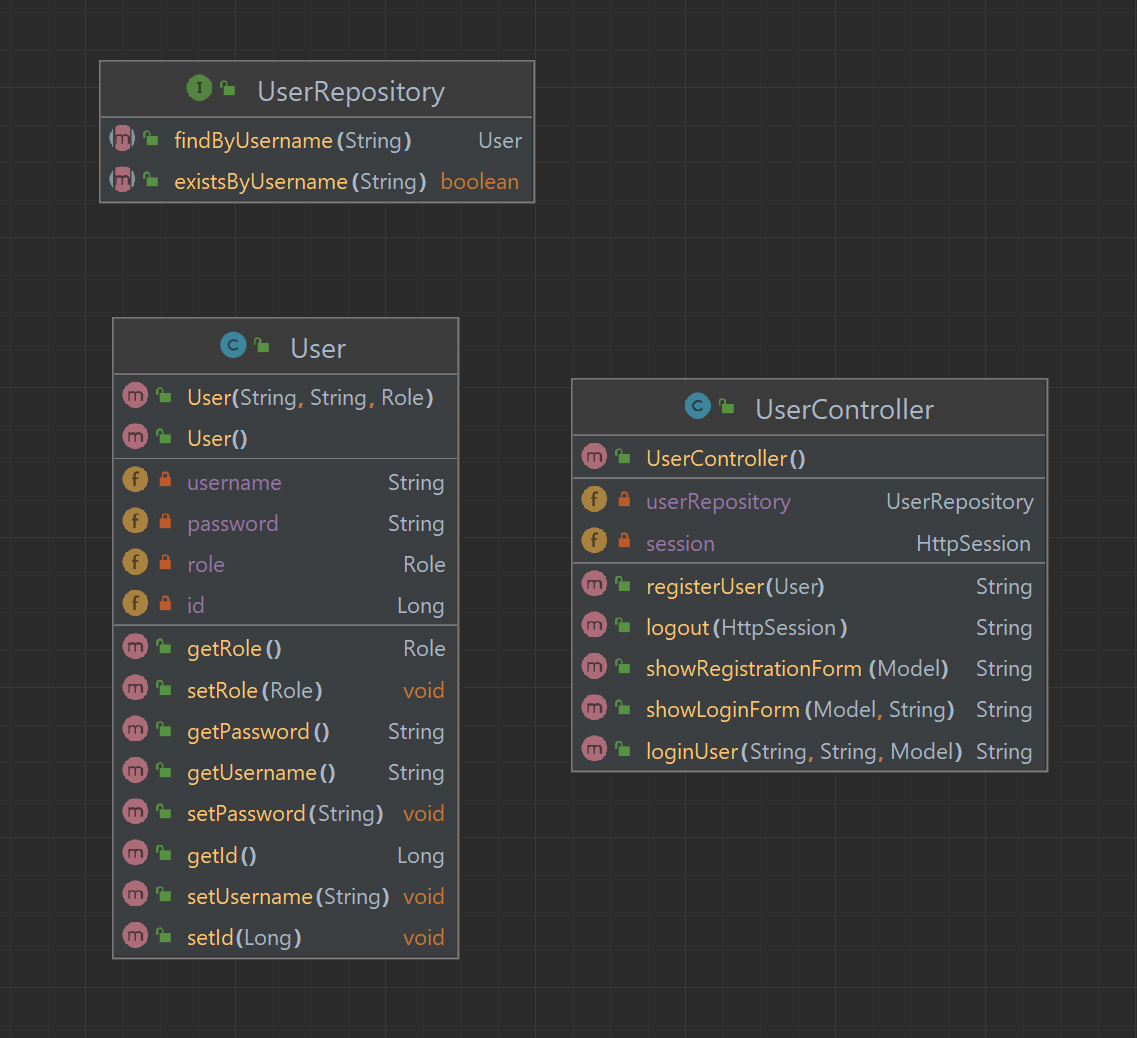 I UserRepository
m findByUsername(String) User
m existsByUsername(String) boolean
C User
m User(String, String, Role)
m User()
f username String
f password String
f role Role
f id Long
m getRole() Role
m setRole(Role) void
m getPassword() String
m getUsername() String
m setPassword(String) void
m getId() Long
m setUsername(String) void
m setId(Long) void
C UserController
m UserController()
f userRepository UserRepository
f session HttpSession
m registerUser(User) String
m logout(HttpSession) String
m showRegistrationForm (Model) String
m showLoginForm(Model, String) String
m loginUser(String, String, Model) String